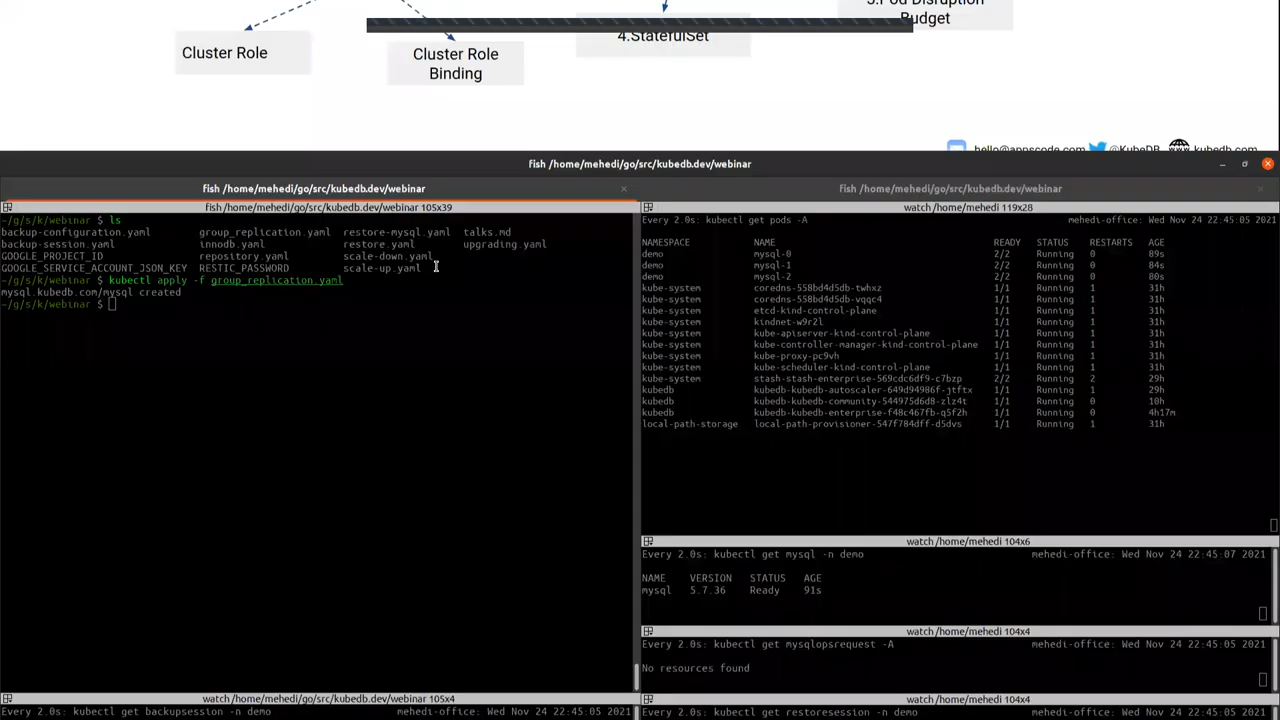 5.Pod Disruption
Budget
4.StatefulSet
Cluster Role
Cluster Role
Binding
hello@appscode.com @KubeDB kubedb.com
fish /home/mehedi/go/src/kubedb.dev/webinar
fish /home/mehedi/go/src/kubedb.dev/webinar
fish /home/mehedi/go/src/kubedb.dev/webinar
fish /home/mehedi/go/src/kubedb.dev/webinar 105x39
~/g/s/k/webinar $ ls
backup-configuration.yaml group_replication.yaml restore-mysql.yaml talks.md
backup-session.yaml innodb.yaml restore.yaml upgrading.yaml
GOOGLE_PROJECT_ID repository.yaml scale-down.yaml
GOOGLE_SERVICE_ACCOUNT_JSON_KEY RESTIC_PASSWORD scale-up.yaml
~/g/s/k/webinar $ kubectl apply -f group_replication.yaml
mysql.kubedb.com/mysql created
~/g/s/k/webinar $
watch /home/mehedi/go/src/kubedb.dev/webinar 105x4
Every 2.0s: kubectl get backupsession -n demo mehedi-office: Wed Nov 24 22:45:05 2021
watch /home/mehedi 119x28
Every 2.0s: kubectl get pods -A mehedi-office: Wed Nov 24 22:45:05 2021
NAMESPACE NAME READY STATUS RESTARTS AGE
demo mysql-0 2/2 Running 0 89s
demo mysql-1 2/2 Running 0 84s
demo mysql-2 2/2 Running 0 80s
kube-system coredns-558bd4d5db-twhxz 1/1 Running 1 31h
kube-system coredns-558bd4d5db-vqqc4 1/1 Running 1 31h
kube-system etcd-kind-control-plane 1/1 Running 1 31h
kube-system kindnet-w9r2l 1/1 Running 1 31h
kube-system kube-apiserver-kind-control-plane 1/1 Running 1 31h
kube-system kube-controller-manager-kind-control-plane 1/1 Running 1 31h
kube-system kube-proxy-pc9vh 1/1 Running 1 31h
kube-system kube-scheduler-kind-control-plane 1/1 Running 1 31h
kube-system stash-stash-enterprise-569cdc6df9-c7bzp 2/2 Running 2 29h
kubedb kubedb-kubedb-autoscaler-649d94986f-jtftx 1/1 Running 1 29h
kubedb kubedb-kubedb-community-544975d6d8-zlz4t 1/1 Running 0 10h
kubedb kubedb-kubedb-enterprise-f48c467fb-q5f2h 1/1 Running 0 4h17m
local-path-storage local-path-provisioner-547f784dff-d5dvs 1/1 Running 1 31h
watch /home/mehedi 104x6
Every 2.0s: kubectl get mysql -n demo mehedi-office: Wed Nov 24 22:45:07 2021
NAME VERSION STATUS AGE
mysql 5.7.36 Ready 91s
watch /home/mehedi 104x4
Every 2.0s: kubectl get mysqlopsrequest -A mehedi-office: Wed Nov 24 22:45:05 2021
No resources found
watch /home/mehedi 104x4
Every 2.0s: kubectl get restoresession -n demo mehedi-office: Wed Nov 24 22:45:05 2021